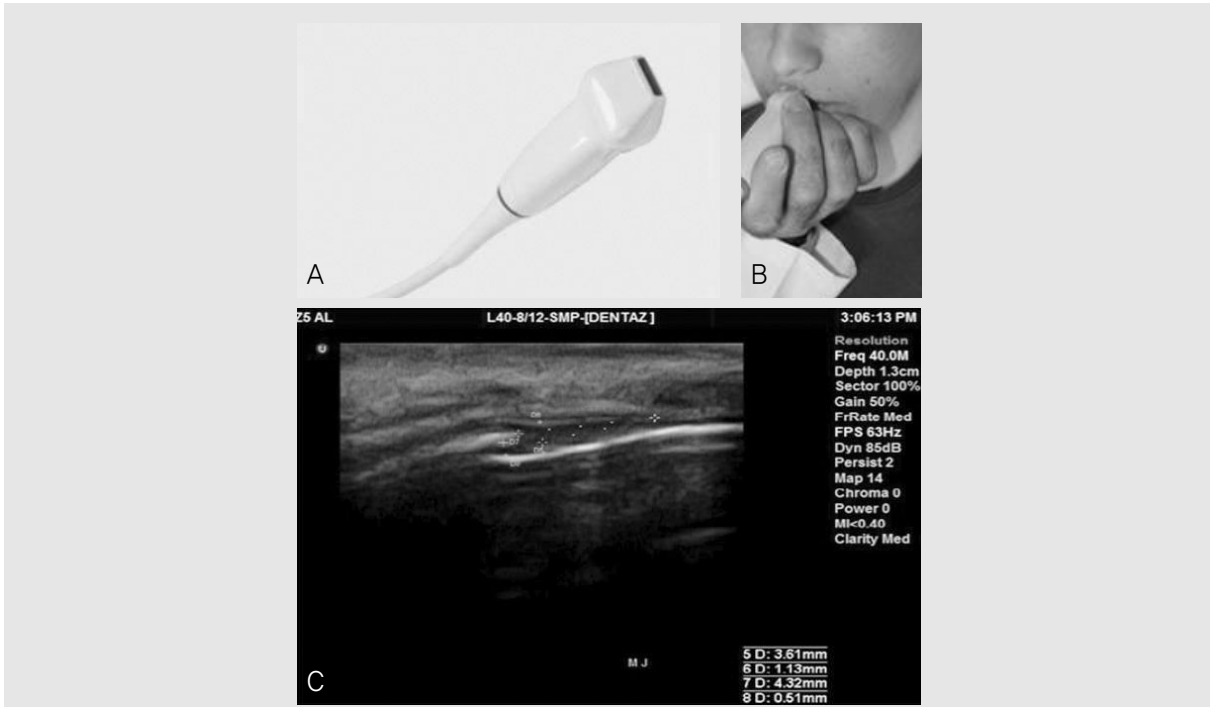 A
B
Z5 AL L40-8/12-SMP-[DENTAZ ] 3:06:13 PM
Resolution
Freq 40.0M
Depth 1.3cm
Sector 100%
Gain 50%
FrRate Med
FPS 63Hz
Dyn 85dB
Persist 2
Map 14
Chroma 0
Power 0
MI<0.40
Clarity Med
M J
5 D: 3.61mm
6 D: 1.13mm
7 D: 4.32mm
8 D: 0.51mm
C